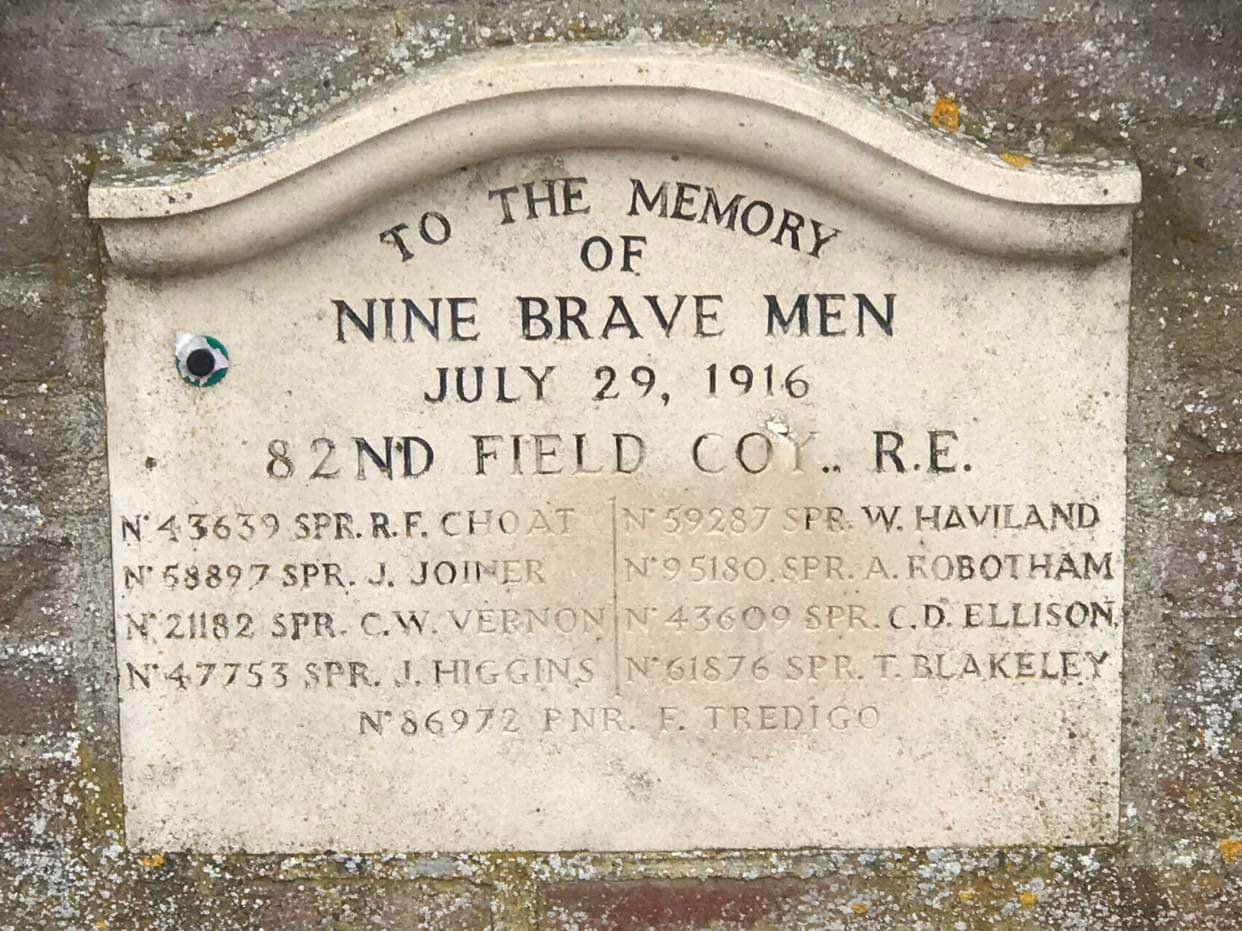 TO THE MEMORY
OF
NINE BRAVE MEN
JULY 29, 1916
82ND FIELD COY., R.E.
Nº 43639 SPR. R.F. CHOAT
Nº 58897 SPR. J. JOINER
Nº 21182 SPR. C.W. VERNON
Nº 47753 SPR. J. HIGGINS
Nº 59287 SPR. W. HAVILAND
Nº 95180 SPR. A. ROBOTHAM
Nº 43609 SPR. C.D. ELLISON
Nº 61876 SPR. T. BLAKELEY
Nº 86972 PNR. F. TREDIGO